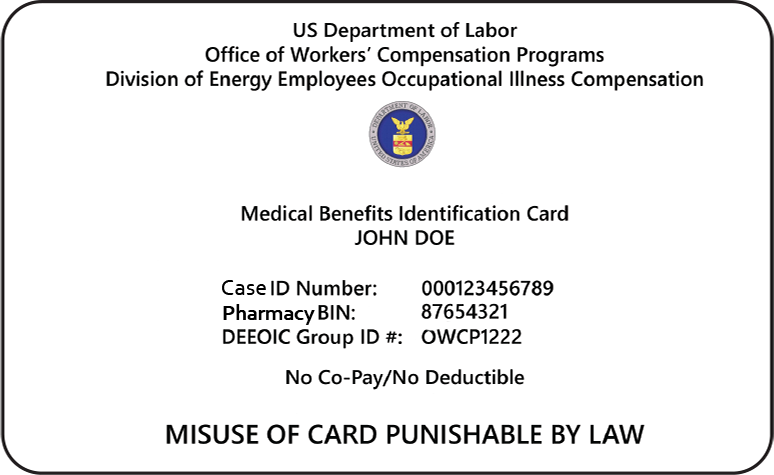 US Department of Labor
Office of Workers’ Compensation Programs
Division of Energy Employees Occupational Illness Compensation
DEPARTMENT OF LABOR
UNITED STATES OF AMERICA
Medical Benefits Identification Card
JOHN DOE
Case ID Number: 000123456789
Pharmacy BIN: 87654321
DEEOIC Group ID #: OWCP1222
No Co-Pay/No Deductible
MISUSE OF CARD PUNISHABLE BY LAW